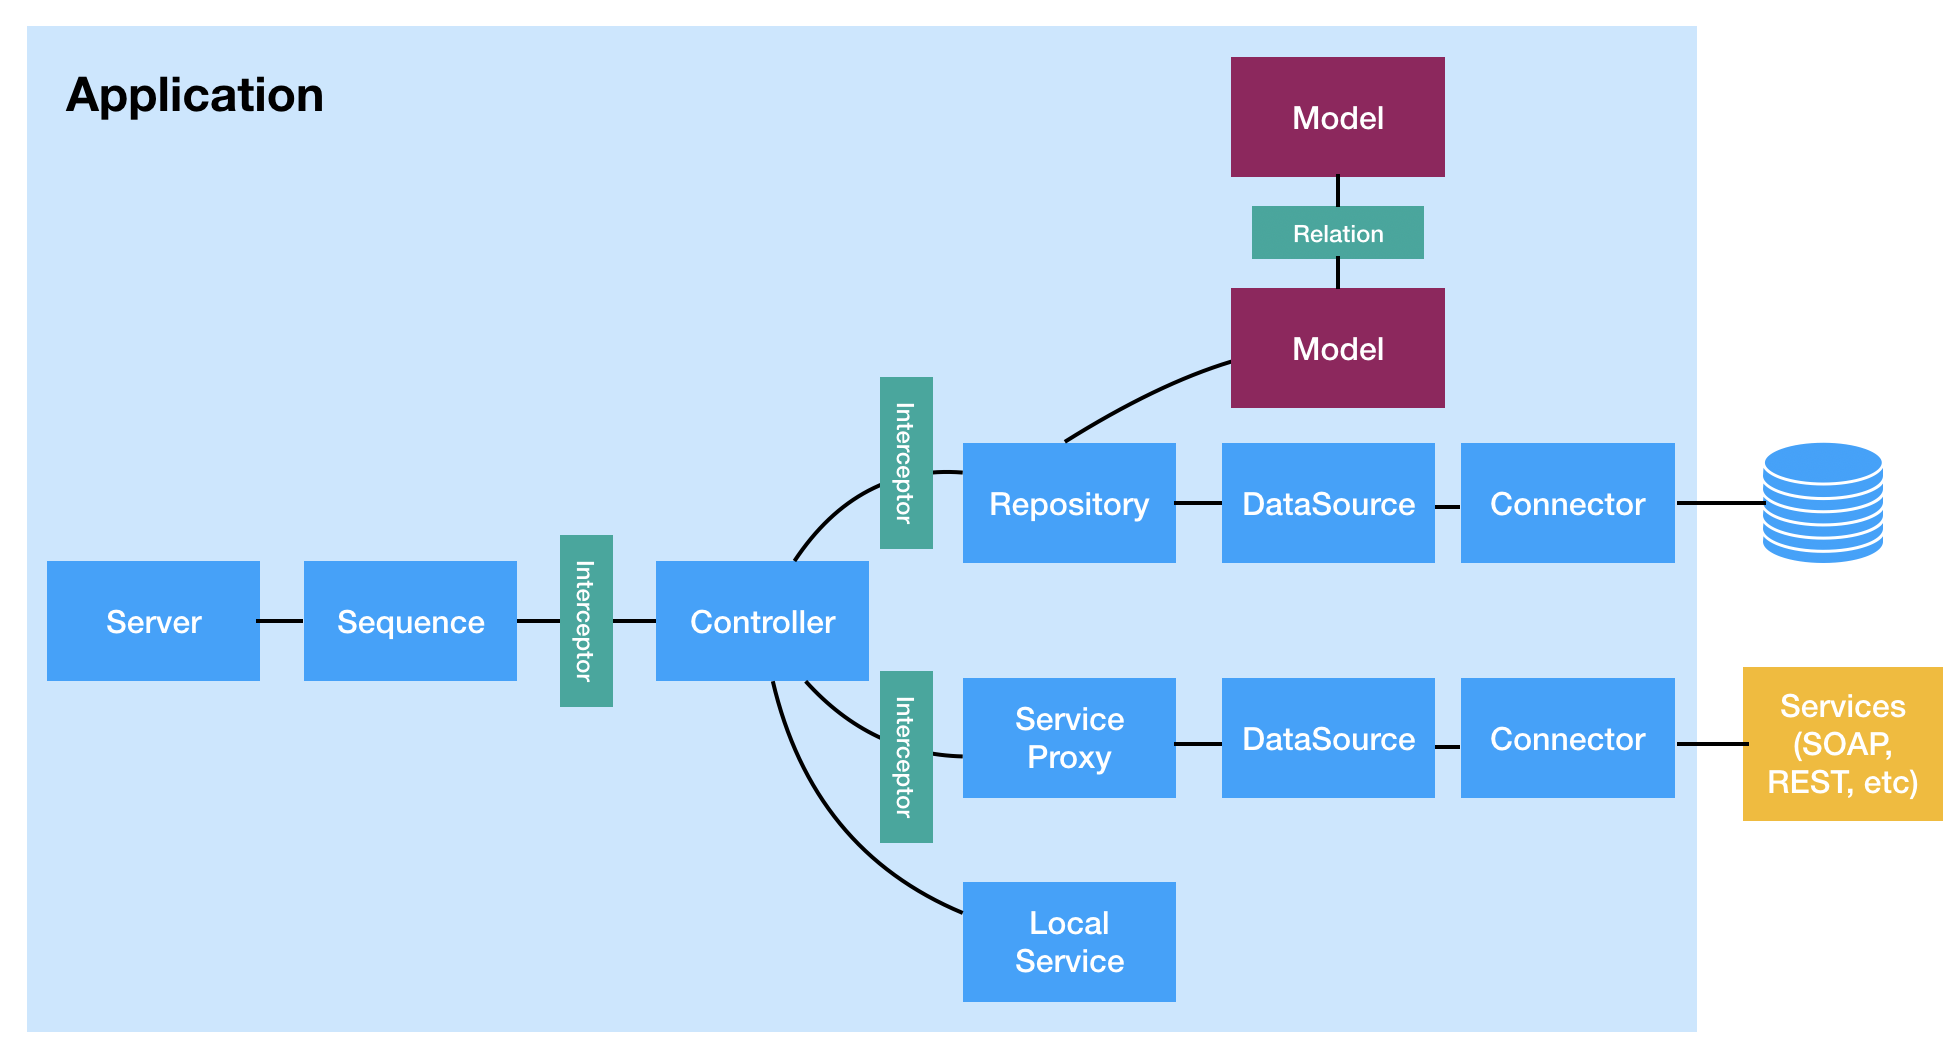 Application
Model
Relation
Model
Interceptor
Repository
DataSource
Connector
Server
Sequence
Interceptor
Controller
Interceptor
Service
Proxy
DataSource
Connector
Services
(SOAP,
REST, etc)
Local
Service